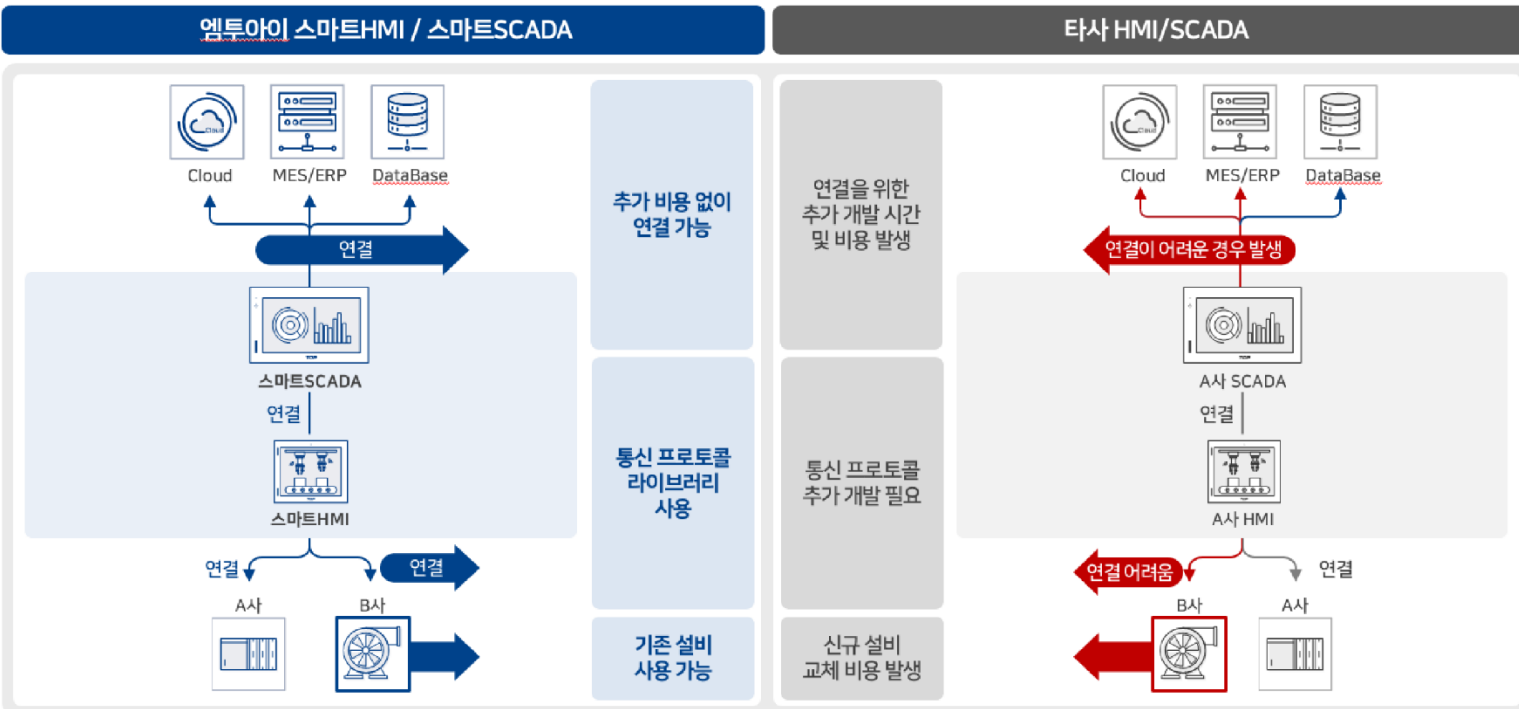 엠투아이 스마트HMI / 스마트SCADA
Cloud
Cloud
MES/ERP
DataBase
연결
스마트SCADA
연결
스마트HMI
연결
연결
A사
B사
추가 비용 없이
연결 가능
통신 프로토콜
라이브러리
사용
기존 설비
사용 가능
타사 HMI/SCADA
연결을 위한
추가 개발 시간
및 비용 발생
통신 프로토콜
추가 개발 필요
신규 설비
교체 비용 발생
Cloud
Cloud
MES/ERP
DataBase
연결이 어려운 경우 발생
A사 SCADA
연결
A사 HMI
연결 어려움
연결
B사
A사